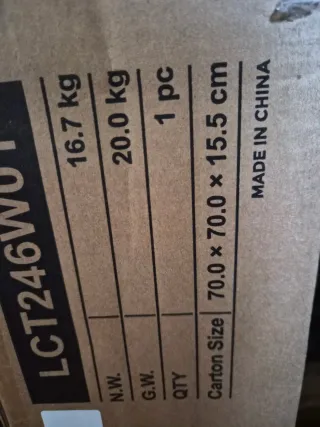 LCT246W
N.W. 16.7 kg
G.W. 20.0 kg
QTY 1 pc
Carton Size 70.0 × 70.0 × 15.5 cm
MADE IN CHINA